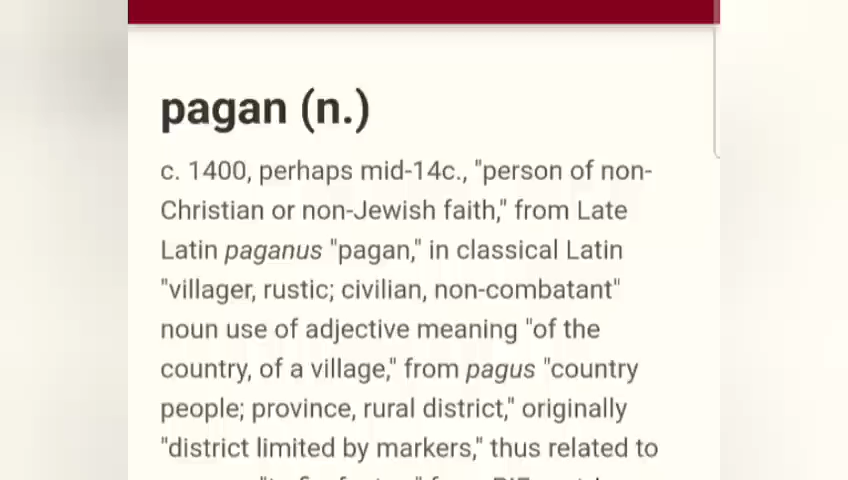 pagan (n.)
c. 1400, perhaps mid-14c., "person of non-
Christian or non-Jewish faith," from Late
Latin paganus "pagan," in classical Latin
"villager, rustic; civilian, non-combatant"
noun use of adjective meaning "of the
country, of a village," from pagus "country
people; province, rural district," originally
"district limited by markers," thus related to